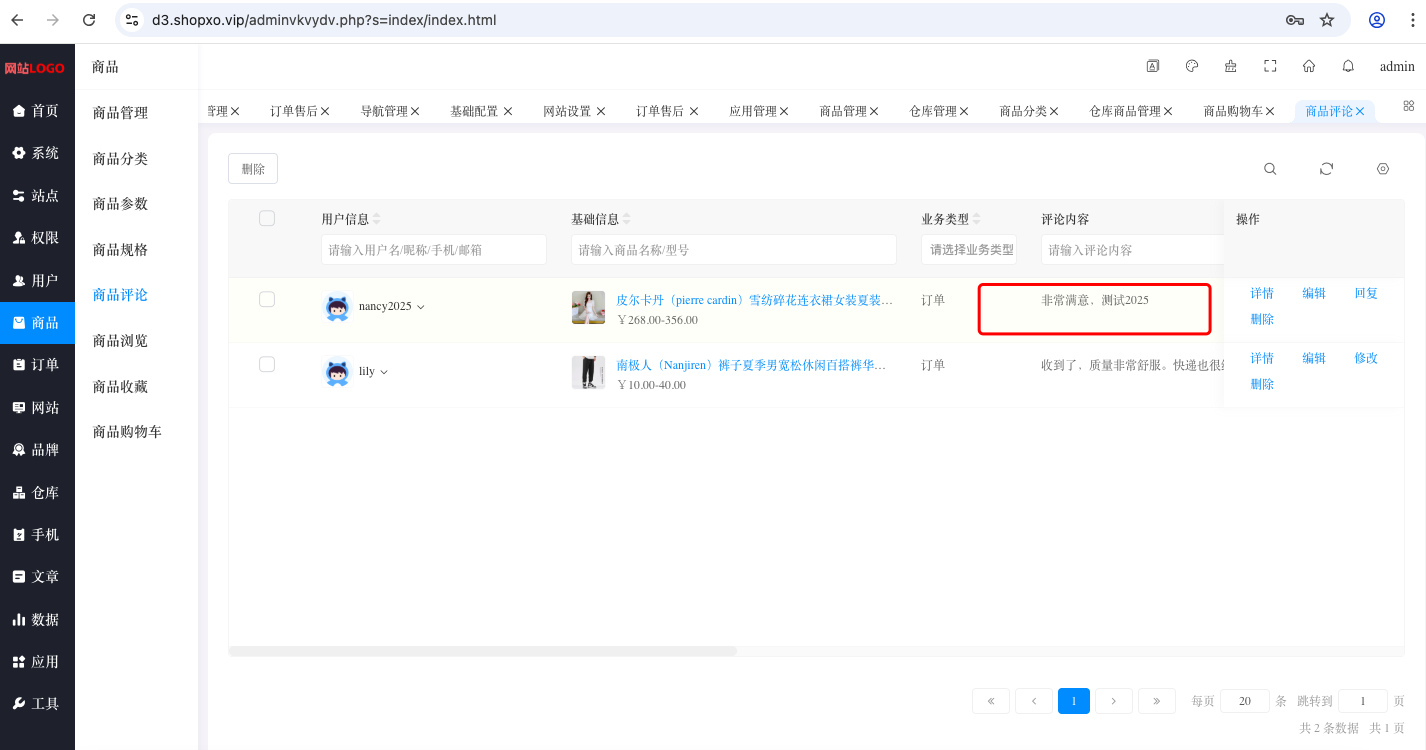 d3.shopxo.vip/adminvkvydv.php?s=index/index.html
网站LOGO
首页
系统
站点
权限
用户
商品
订单
网站
品牌
仓库
手机
文章
数据
应用
工具
商品
商品管理
商品分类
商品参数
商品规格
商品评论
商品浏览
商品收藏
商品购物车
admin
管理 订单售后 导航管理 基础配置 网站设置 订单售后 应用管理 商品管理 仓库管理 商品分类 仓库商品管理 商品购物车 商品评论
删除
用户信息 基础信息 业务类型 评论内容 操作
请输入用户名/昵称/手机/邮箱 请输入商品名称/型号 请选择业务类型 请输入评论内容
nancy2025 皮尔卡丹（pierre cardin）雪纺碎花连衣裙女装夏装… 订单 非常满意，测试2025 详情 编辑 回复
￥268.00-356.00 删除
lily 南极人（Nanjiren）裤子夏季男宽松休闲百搭裤华… 订单 收到了，质量非常舒服。快递也很 详情 编辑 修改
￥10.00-40.00 删除
« ‹ 1 › » 每页 20 条 跳转到 1 页
共 2 条数据 共 1 页